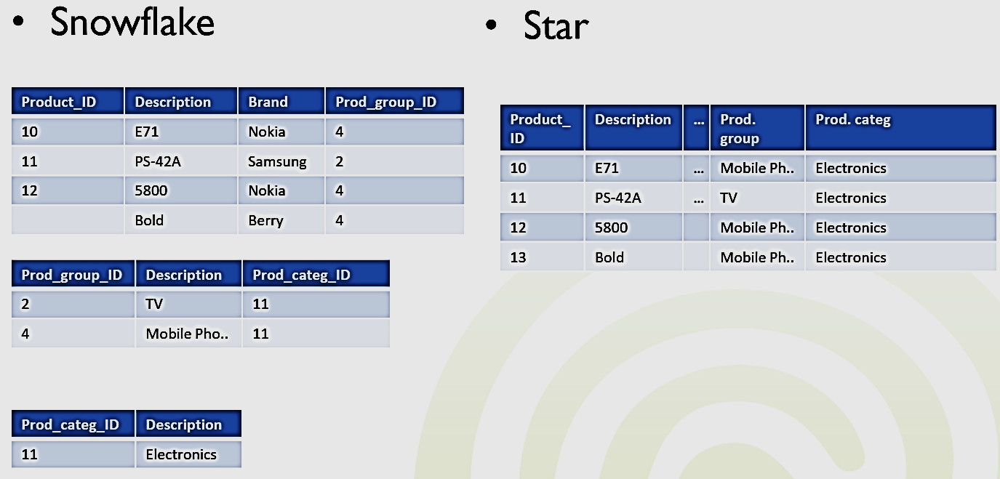 • Snowflake
Product_ID Description Brand Prod_group_ID
10 E71 Nokia 4
11 PS-42A Samsung 2
12 5800 Nokia 4
Bold Berry 4
Prod_group_ID Description Prod_categ_ID
2 TV 11
4 Mobile Pho.. 11
Prod_categ_ID Description
11 Electronics
• Star
Product_ Description ... Prod. Prod. categ
ID group
10 E71 ... Mobile Ph.. Electronics
11 PS-42A ... TV Electronics
12 5800 Mobile Ph.. Electronics
13 Bold Mobile Ph.. Electronics